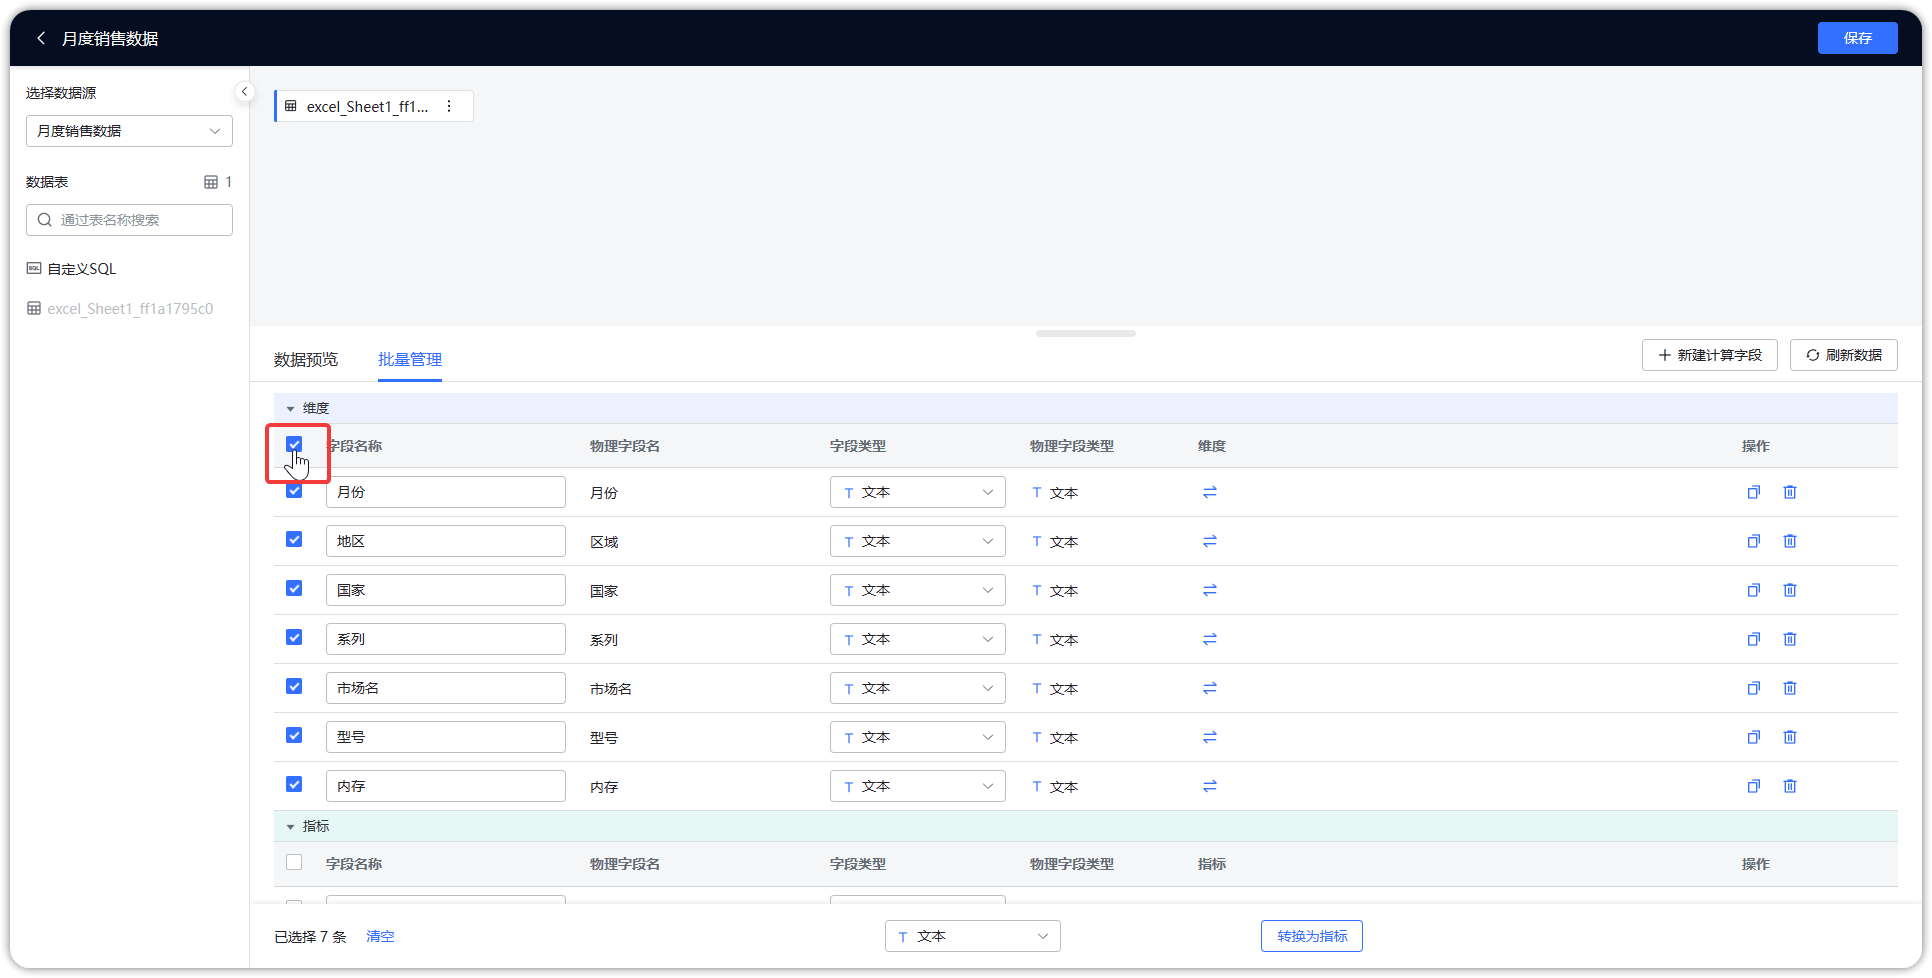 月度销售数据
保存
选择数据源
月度销售数据
数据表
1
通过表名称搜索
SQL
自定义SQL
excel_Sheet1_ff1a1795c0
excel_Sheet1_ff1...
数据预览
批量管理
新建计算字段
刷新数据
维度
字段名称 物理字段名 字段类型 物理字段类型 维度 操作
月份 月份 T 文本 T 文本
地区 区域 T 文本 T 文本
国家 国家 T 文本 T 文本
系列 系列 T 文本 T 文本
市场名 市场名 T 文本 T 文本
型号 型号 T 文本 T 文本
内存 内存 T 文本 T 文本
指标
字段名称 物理字段名 字段类型 物理字段类型 指标 操作
已选择 7 条 清空 T 文本 转换为指标